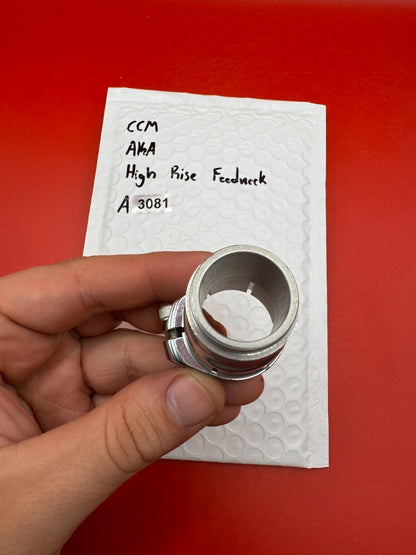 CCM
AKA
High Rise Feedneck
A 3081